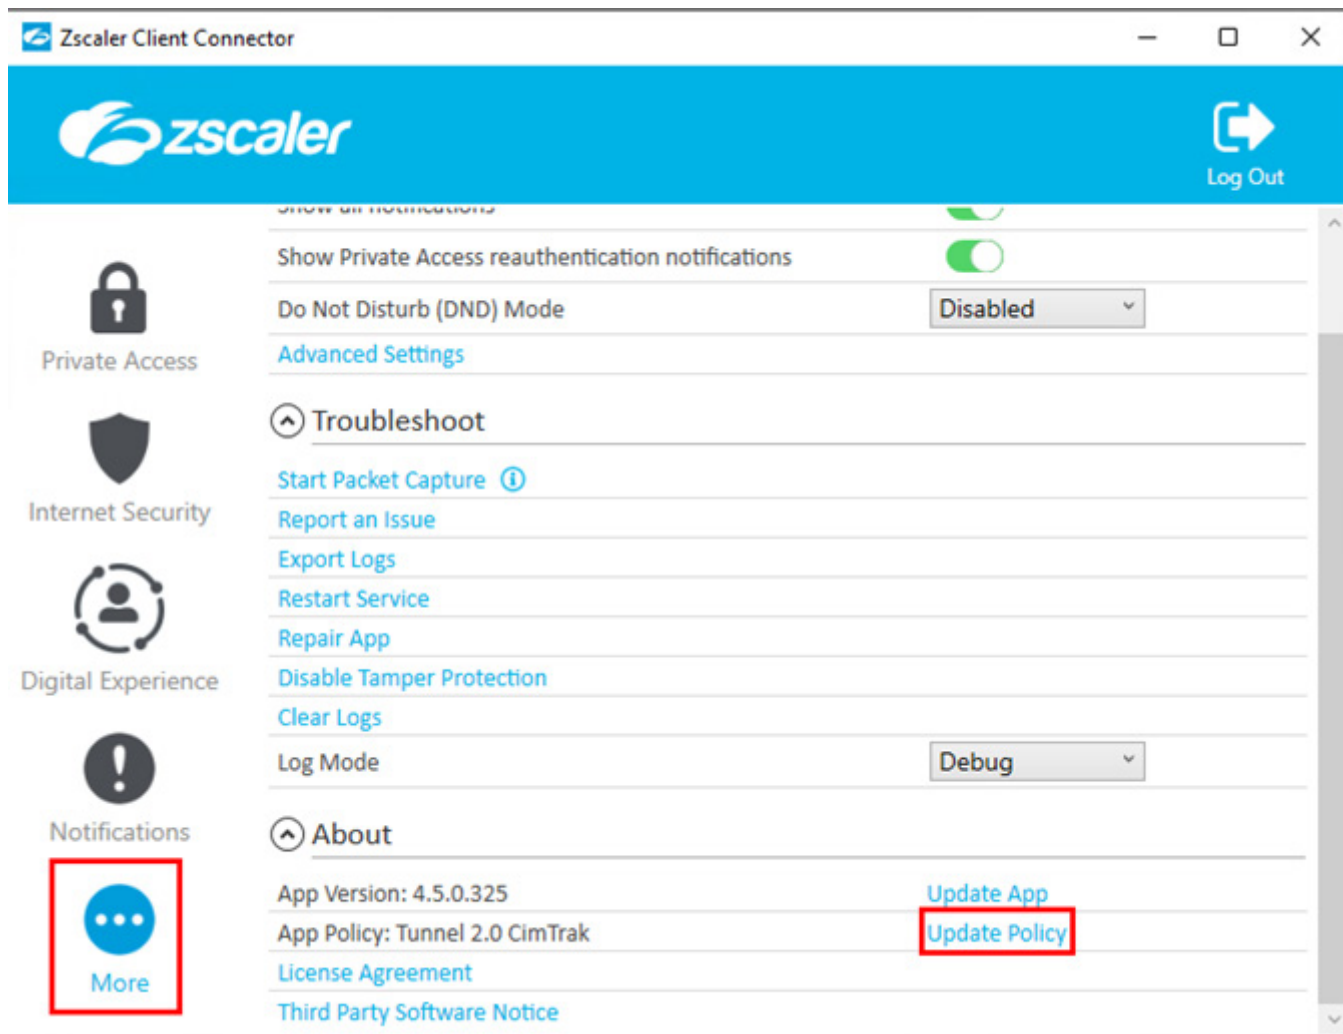 Zscaler Client Connector
zscaler
Log Out
Show all notifications
Show Private Access reauthentication notifications
Do Not Disturb (DND) Mode Disabled
Advanced Settings
Troubleshoot
Start Packet Capture
Report an Issue
Export Logs
Restart Service
Repair App
Disable Tamper Protection
Clear Logs
Log Mode Debug
About
App Version: 4.5.0.325 Update App
App Policy: Tunnel 2.0 CimTrak Update Policy
License Agreement
Third Party Software Notice
Private Access
Internet Security
Digital Experience
Notifications
More